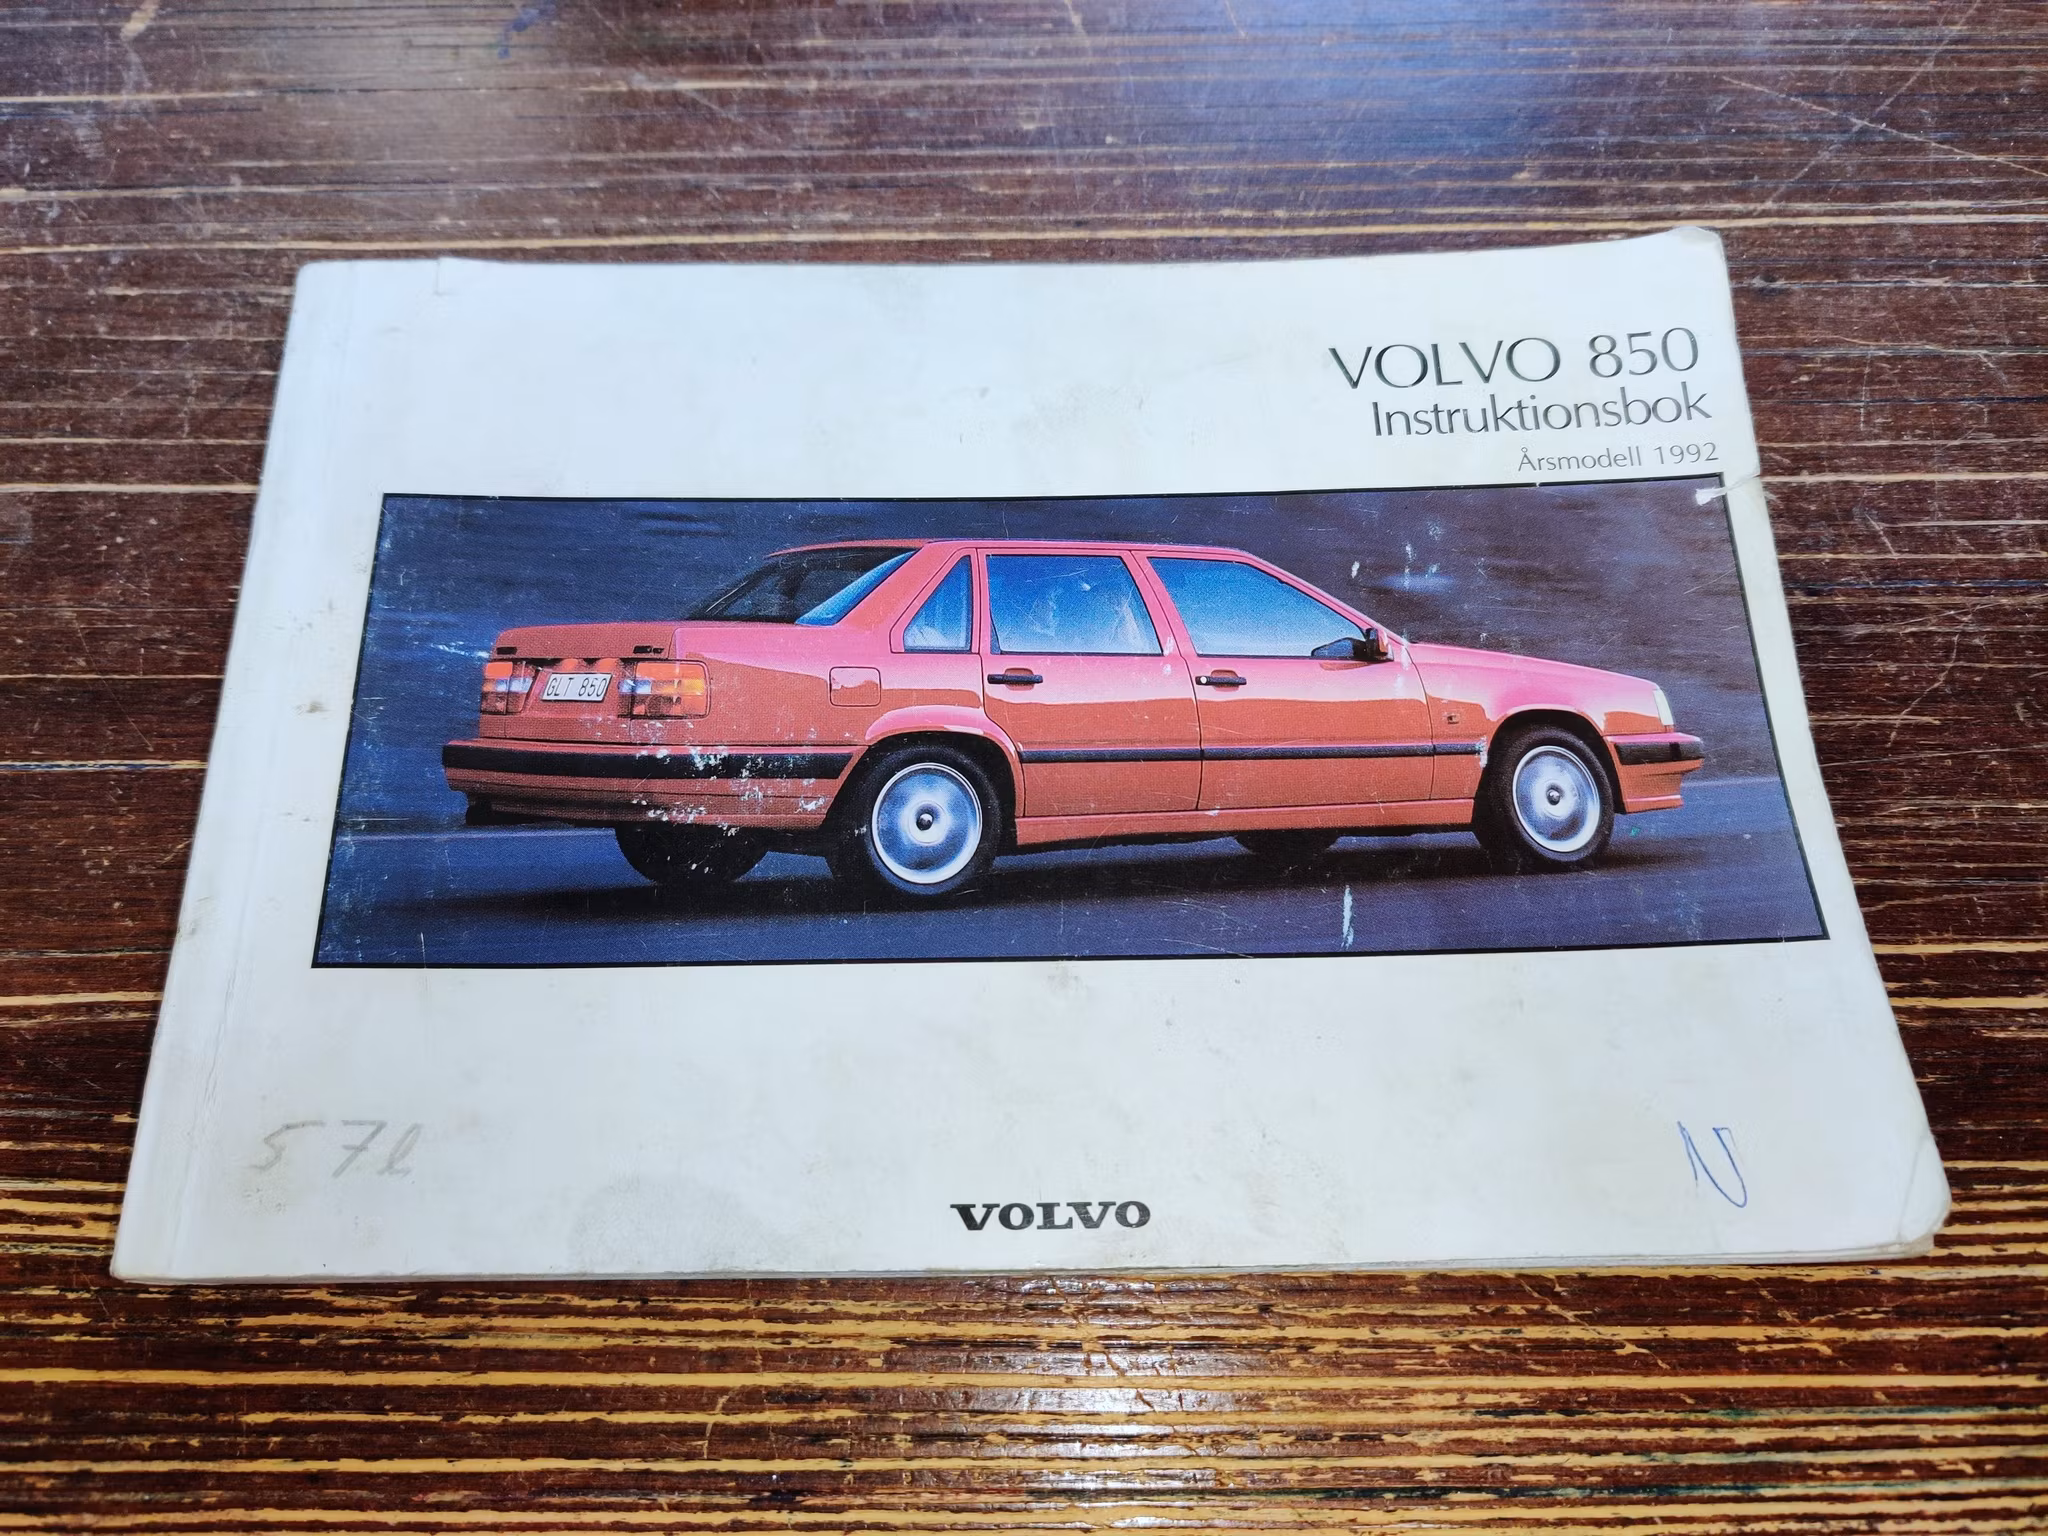 VOLVO 850
Instruktionsbok
Årsmodell 1992
GLT 850
57l
N
VOLVO